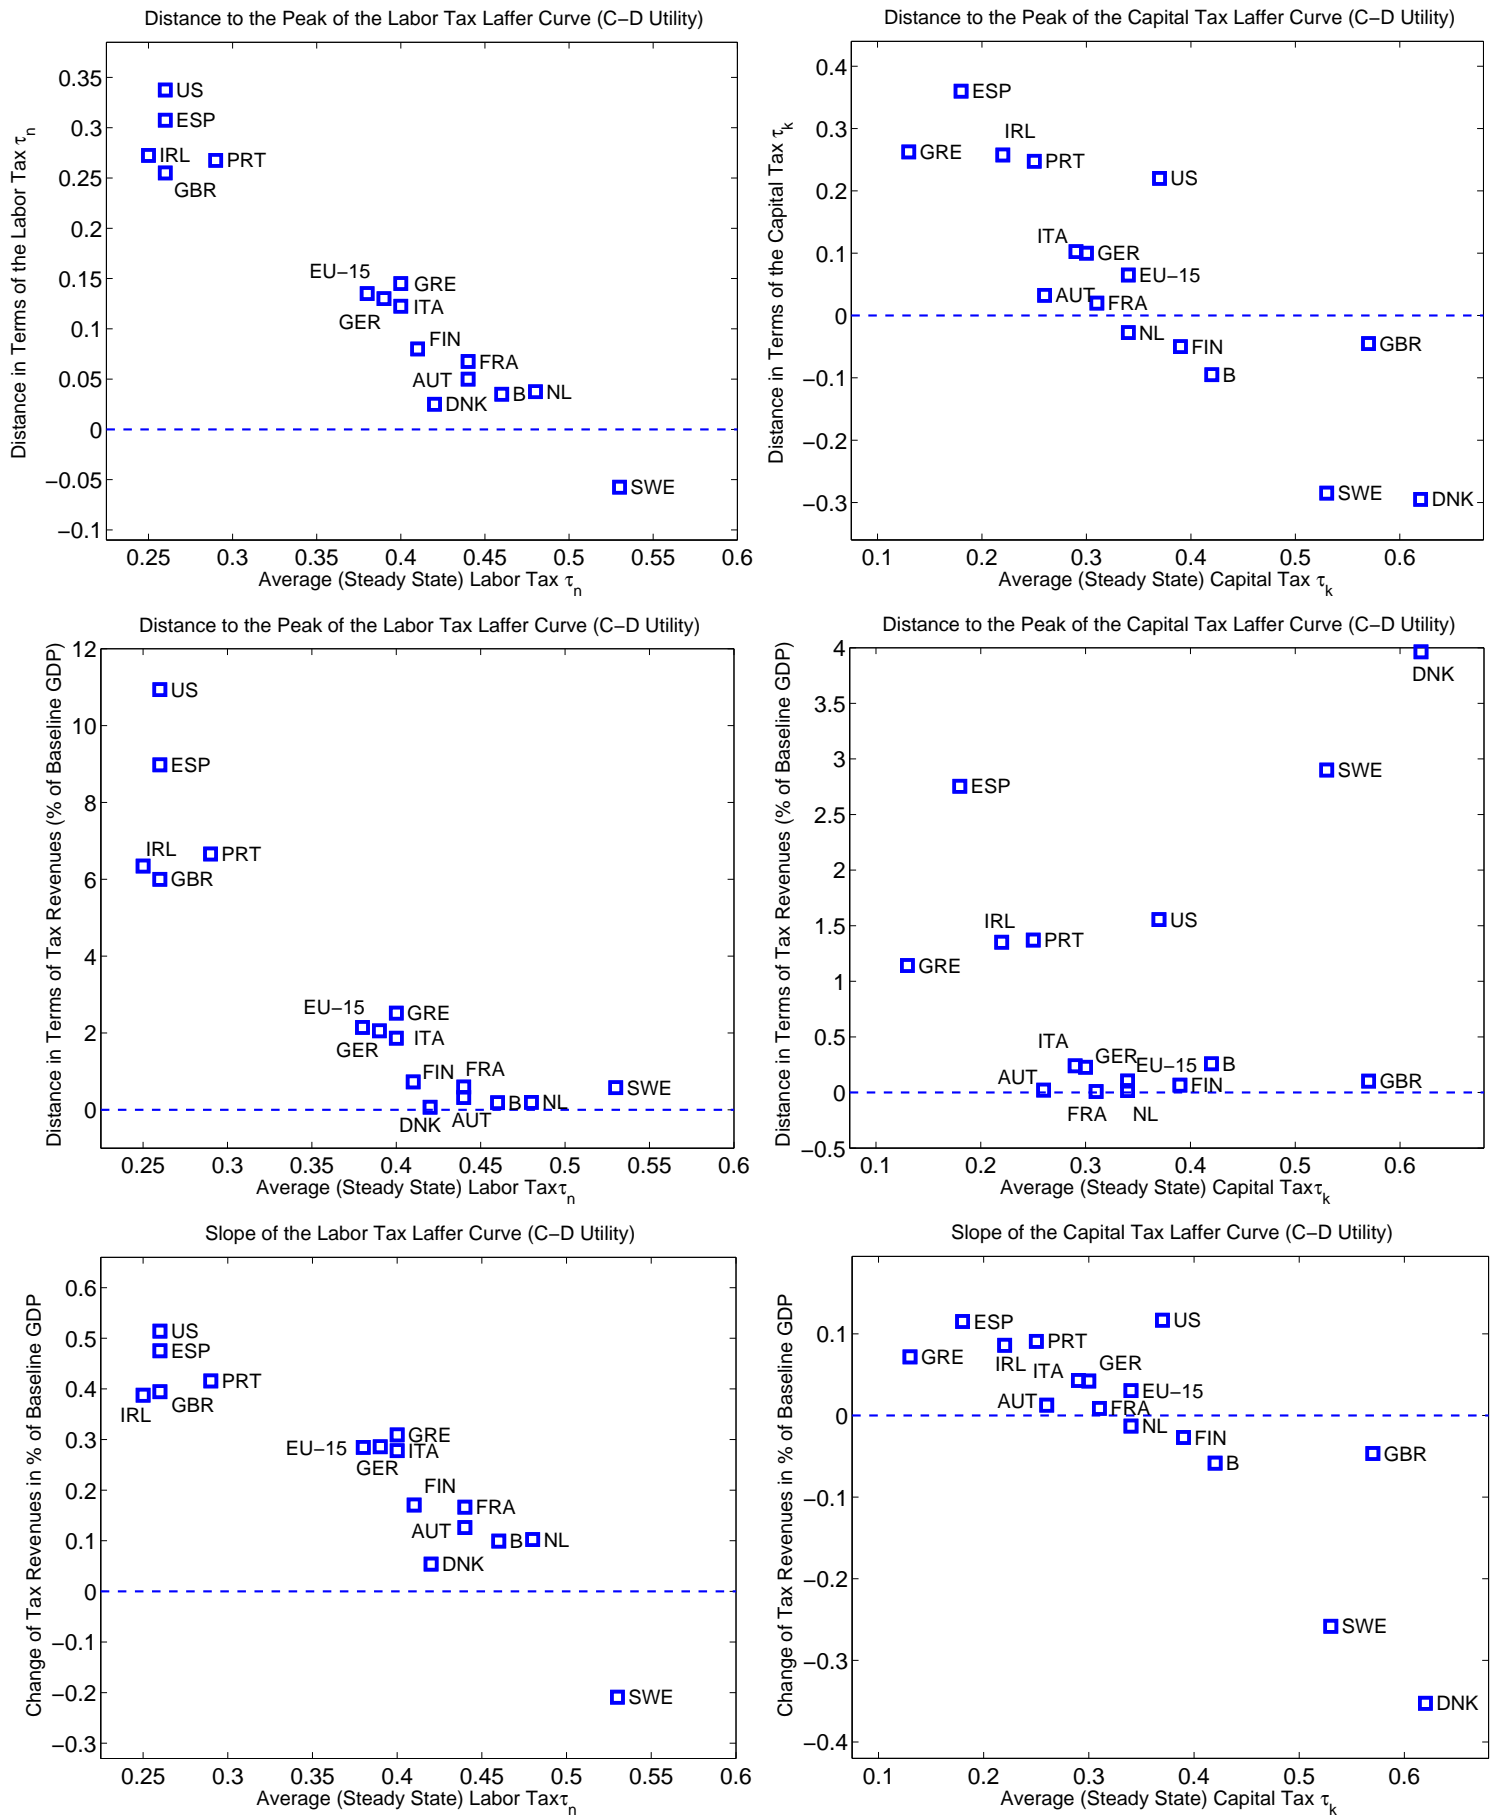 Distance to the Peak of the Labor Tax Laffer Curve (C−D Utility)
Distance in Terms of the Labor Tax τn
0.35
0.3
0.25
0.2
0.15
0.1
0.05
0
−0.05
−0.1
US
ESP
IRL
PRT
GBR
EU−15
GRE
GER
ITA
FIN
FRA
AUT
B
NL
DNK
SWE
0.25 0.3 0.35 0.4 0.45 0.5 0.55 0.6
Average (Steady State) Labor Tax τn
Distance to the Peak of the Capital Tax Laffer Curve (C−D Utility)
Distance in Terms of the Capital Tax τk
0.4
0.3
0.2
0.1
0
−0.1
−0.2
−0.3
ESP
IRL
GRE
PRT
US
ITA
GER
EU−15
AUT
FRA
NL
FIN
GBR
B
SWE
DNK
0.1 0.2 0.3 0.4 0.5 0.6
Average (Steady State) Capital Tax τk
Distance to the Peak of the Labor Tax Laffer Curve (C−D Utility)
Distance in Terms of Tax Revenues (% of Baseline GDP)
12
10
8
6
4
2
0
US
ESP
IRL
PRT
GBR
EU−15
GRE
GER
ITA
FIN
FRA
SWE
B
NL
DNK
AUT
0.25 0.3 0.35 0.4 0.45 0.5 0.55 0.6
Average (Steady State) Labor Taxτn
Distance to the Peak of the Capital Tax Laffer Curve (C−D Utility)
Distance in Terms of Tax Revenues (% of Baseline GDP)
4
3.5
3
2.5
2
1.5
1
0.5
0
−0.5
DNK
SWE
ESP
US
IRL
PRT
GRE
ITA
GER
EU−15
B
AUT
FIN
GBR
FRA
NL
0.1 0.2 0.3 0.4 0.5 0.6
Average (Steady State) Capital Taxτk
Slope of the Labor Tax Laffer Curve (C−D Utility)
Change of Tax Revenues in % of Baseline GDP
0.6
0.5
0.4
0.3
0.2
0.1
0
−0.1
−0.2
−0.3
US
ESP
PRT
GBR
IRL
GRE
EU−15
ITA
GER
FIN
FRA
AUT
B
NL
DNK
SWE
0.25 0.3 0.35 0.4 0.45 0.5 0.55 0.6
Average (Steady State) Labor Taxτn
Slope of the Capital Tax Laffer Curve (C−D Utility)
Change of Tax Revenues in % of Baseline GDP
0.1
0
−0.1
−0.2
−0.3
−0.4
ESP
US
PRT
GRE
IRL
ITA
GER
EU−15
AUT
FRA
NL
FIN
GBR
B
SWE
DNK
0.1 0.2 0.3 0.4 0.5 0.6
Average (Steady State) Capital Tax τk